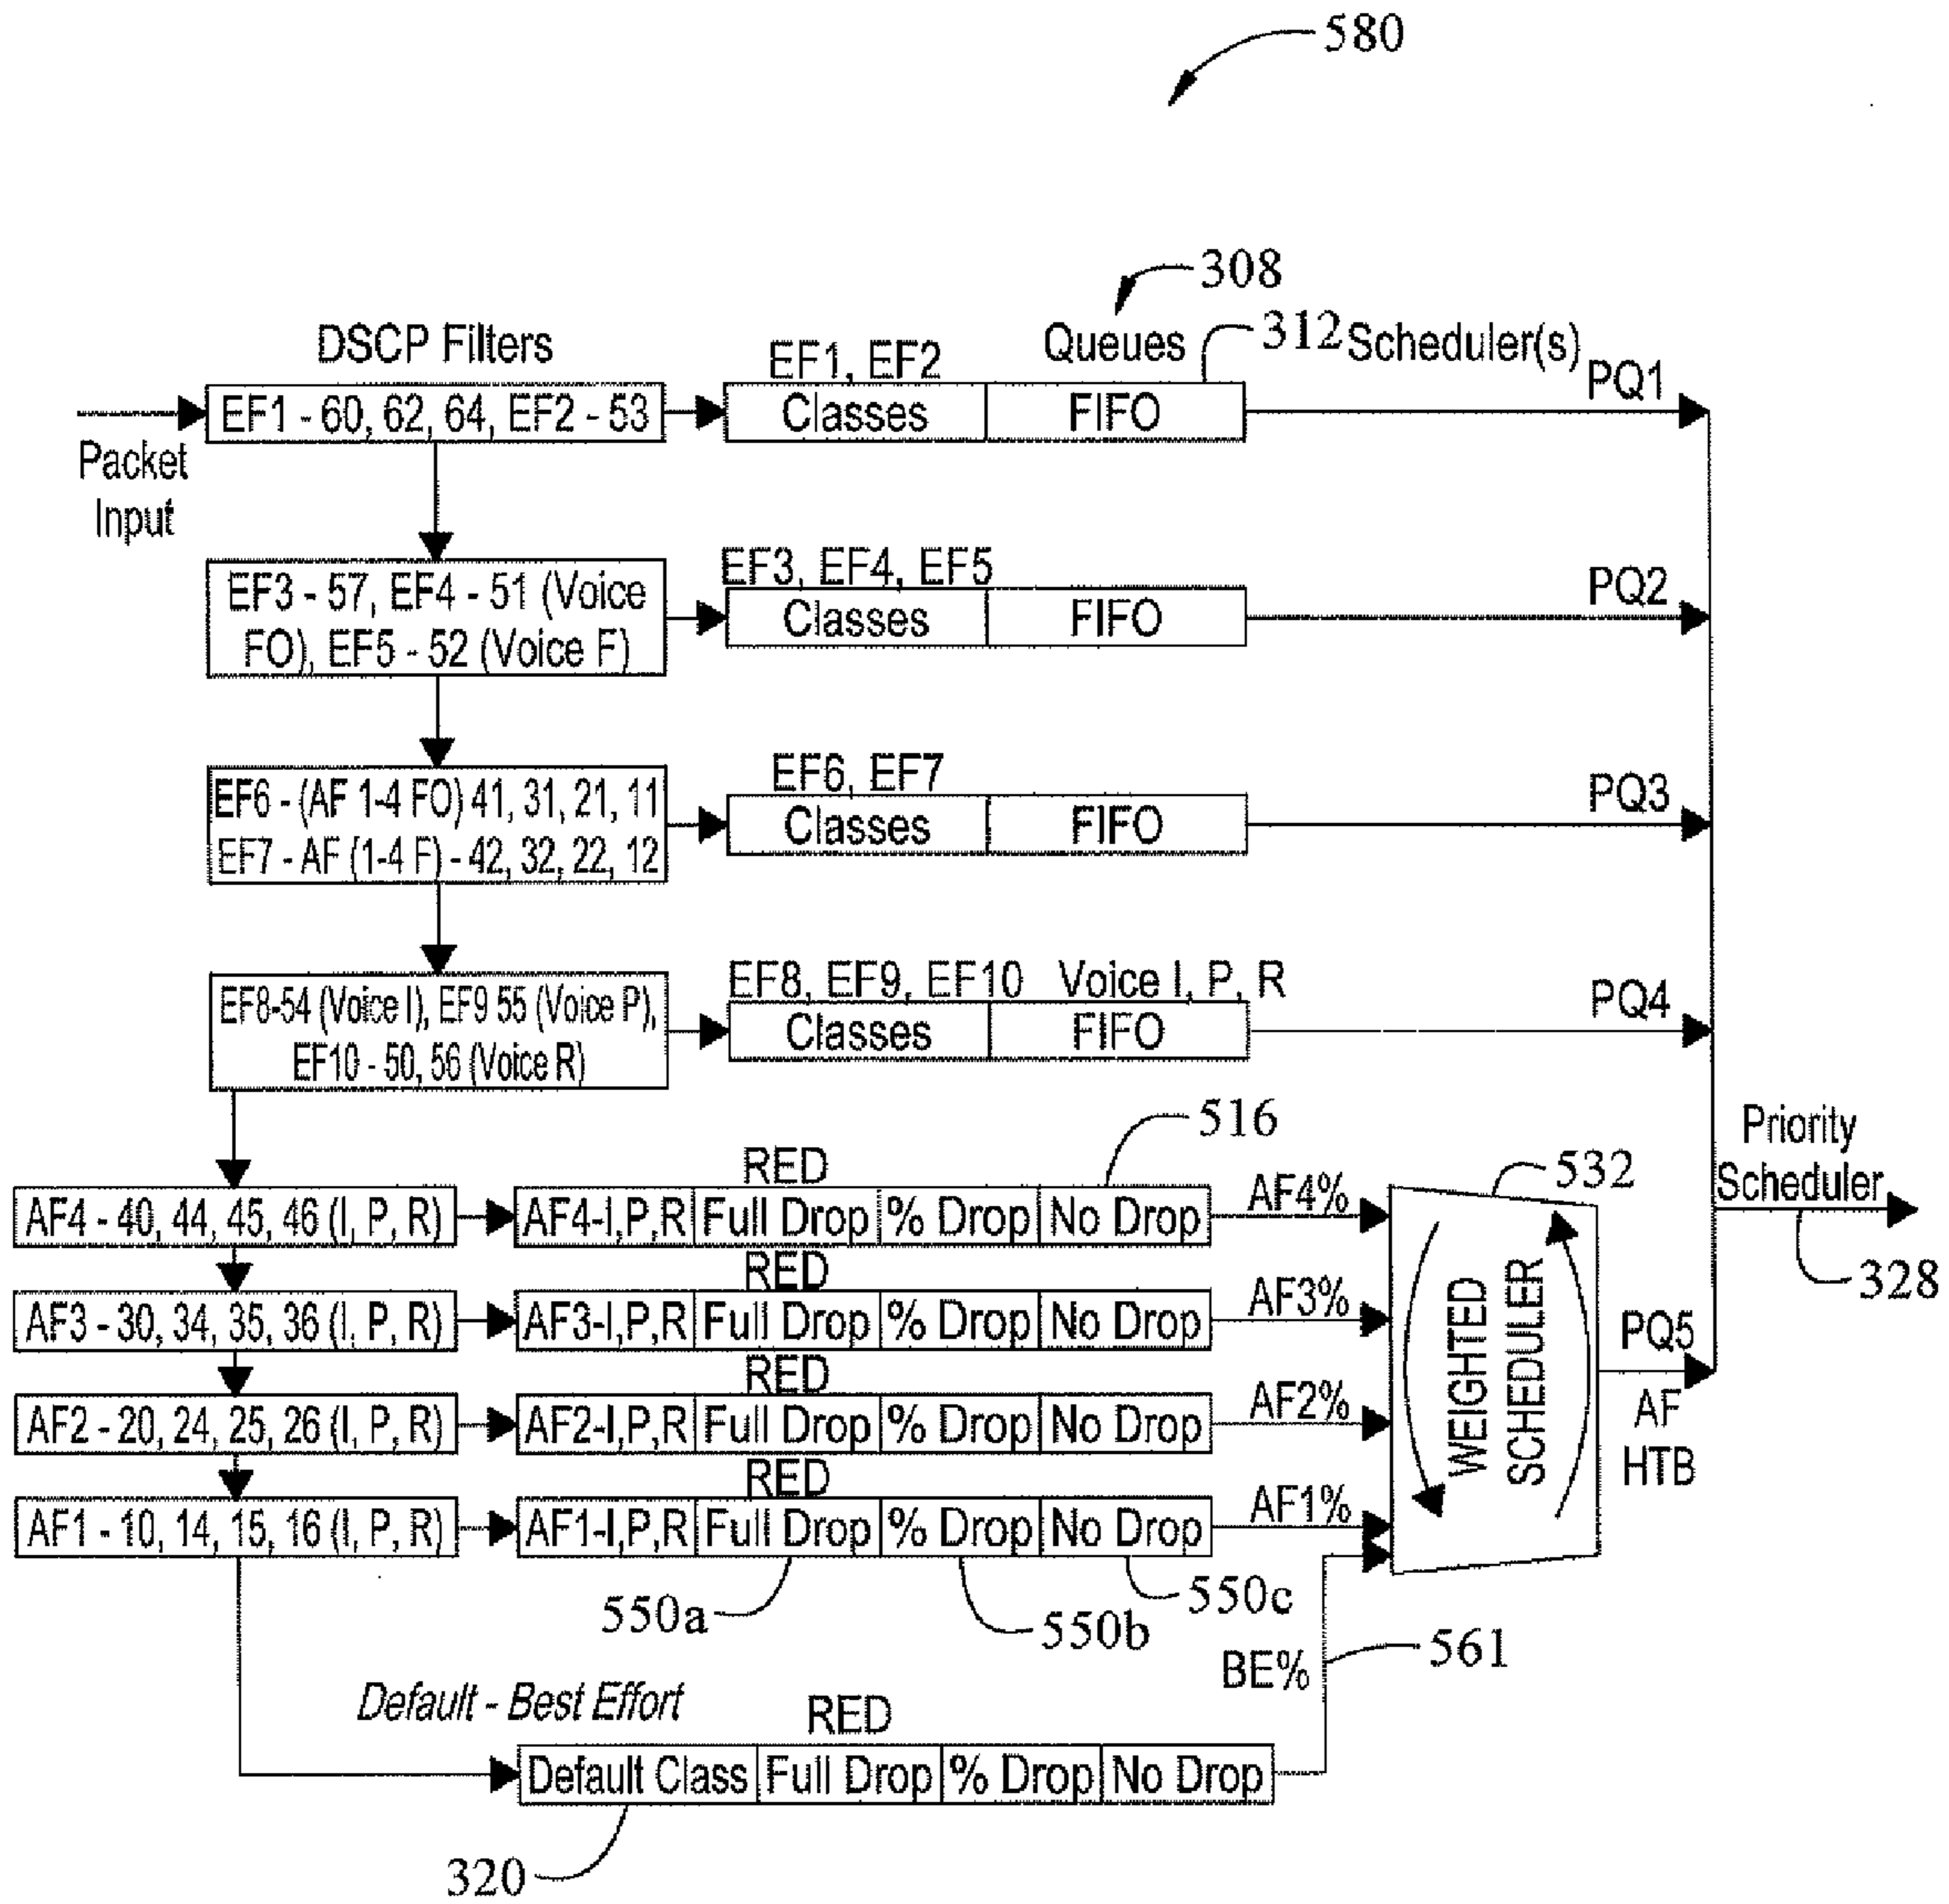 580
308
DSCP Filters
Queues
312
Scheduler(s)
EF1, EF2
PQ1
EF1 - 60, 62, 64, EF2 - 53
Classes
FIFO
Packet
Input
EF3, EF4, EF5
PQ2
EF3 - 57, EF4 - 51 (Voice
FO), EF5 - 52 (Voice F)
Classes
FIFO
EF6, EF7
PQ3
EF6 - (AF 1-4 FO) 41, 31, 21, 11
EF7 - AF (1-4 F) - 42, 32, 22, 12
Classes
FIFO
EF8, EF9, EF10 Voice I, P, R
PQ4
EF8-54 (Voice I), EF9 55 (Voice P),
EF10 - 50, 56 (Voice R)
Classes
FIFO
516
Priority
Scheduler
328
532
RED
AF4 - 40, 44, 45, 46 (I, P, R)
AF4-I,P,R
Full Drop
% Drop
No Drop
AF4%
RED
AF3 - 30, 34, 35, 36 (I, P, R)
AF3-I,P,R
Full Drop
% Drop
No Drop
AF3%
WEIGHTED
SCHEDULER
PQ5
AF
HTB
RED
AF2 - 20, 24, 25, 26 (I, P, R)
AF2-I,P,R
Full Drop
% Drop
No Drop
AF2%
RED
AF1 - 10, 14, 15, 16 (I, P, R)
AF1-I,P,R
Full Drop
% Drop
No Drop
AF1%
550a
550b
550c
561
BE%
Default - Best Effort
RED
Default Class
Full Drop
% Drop
No Drop
320